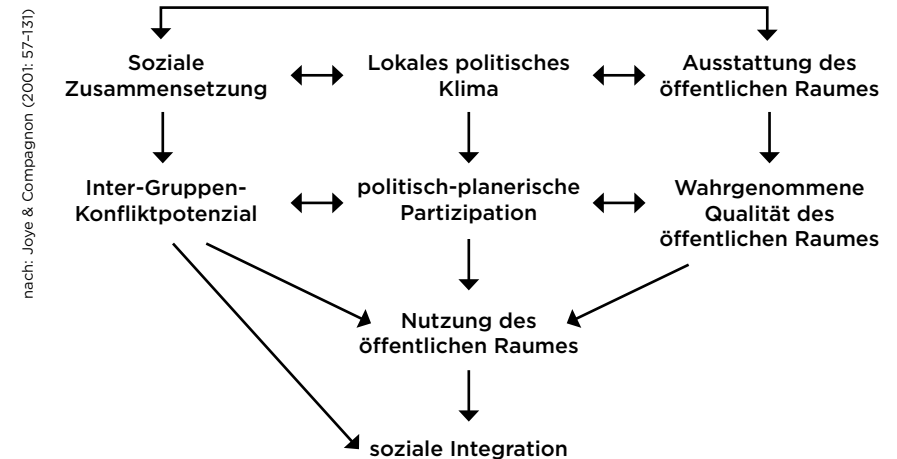 nach: Joye & Compagnon (2001: 57–131)
Soziale
Zusammensetzung
Lokales politisches
Klima
Ausstattung des
öffentlichen Raumes
Inter-Gruppen-
Konfliktpotenzial
politisch-planerische
Partizipation
Wahrgenommene
Qualität des
öffentlichen Raumes
Nutzung des
öffentlichen Raumes
soziale Integration